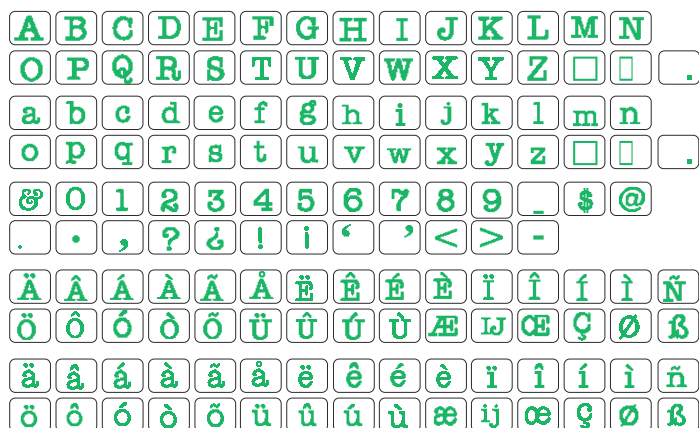 A B C D E F G H I J K L M N
O P Q R S T U V W X Y Z □ ▯ .
a b c d e f g h i j k l m n
o p q r s t u v w x y z □ ▯ .
& 0 1 2 3 4 5 6 7 8 9 _ $ @
. • , ? ¿ ! i ‘ ’ < > -
Ä Â Á À Ã Å Ë Ê É È Ï Î Í Ì Ñ
Ö Ô Ó Ò Õ Ü Û Ú Ù Æ IJ Œ Ç Ø ß
ä â á à ã å ë ê é è ï î í ì ñ
ö ô ó ò õ ü û ú ù æ ij œ ç ø ß